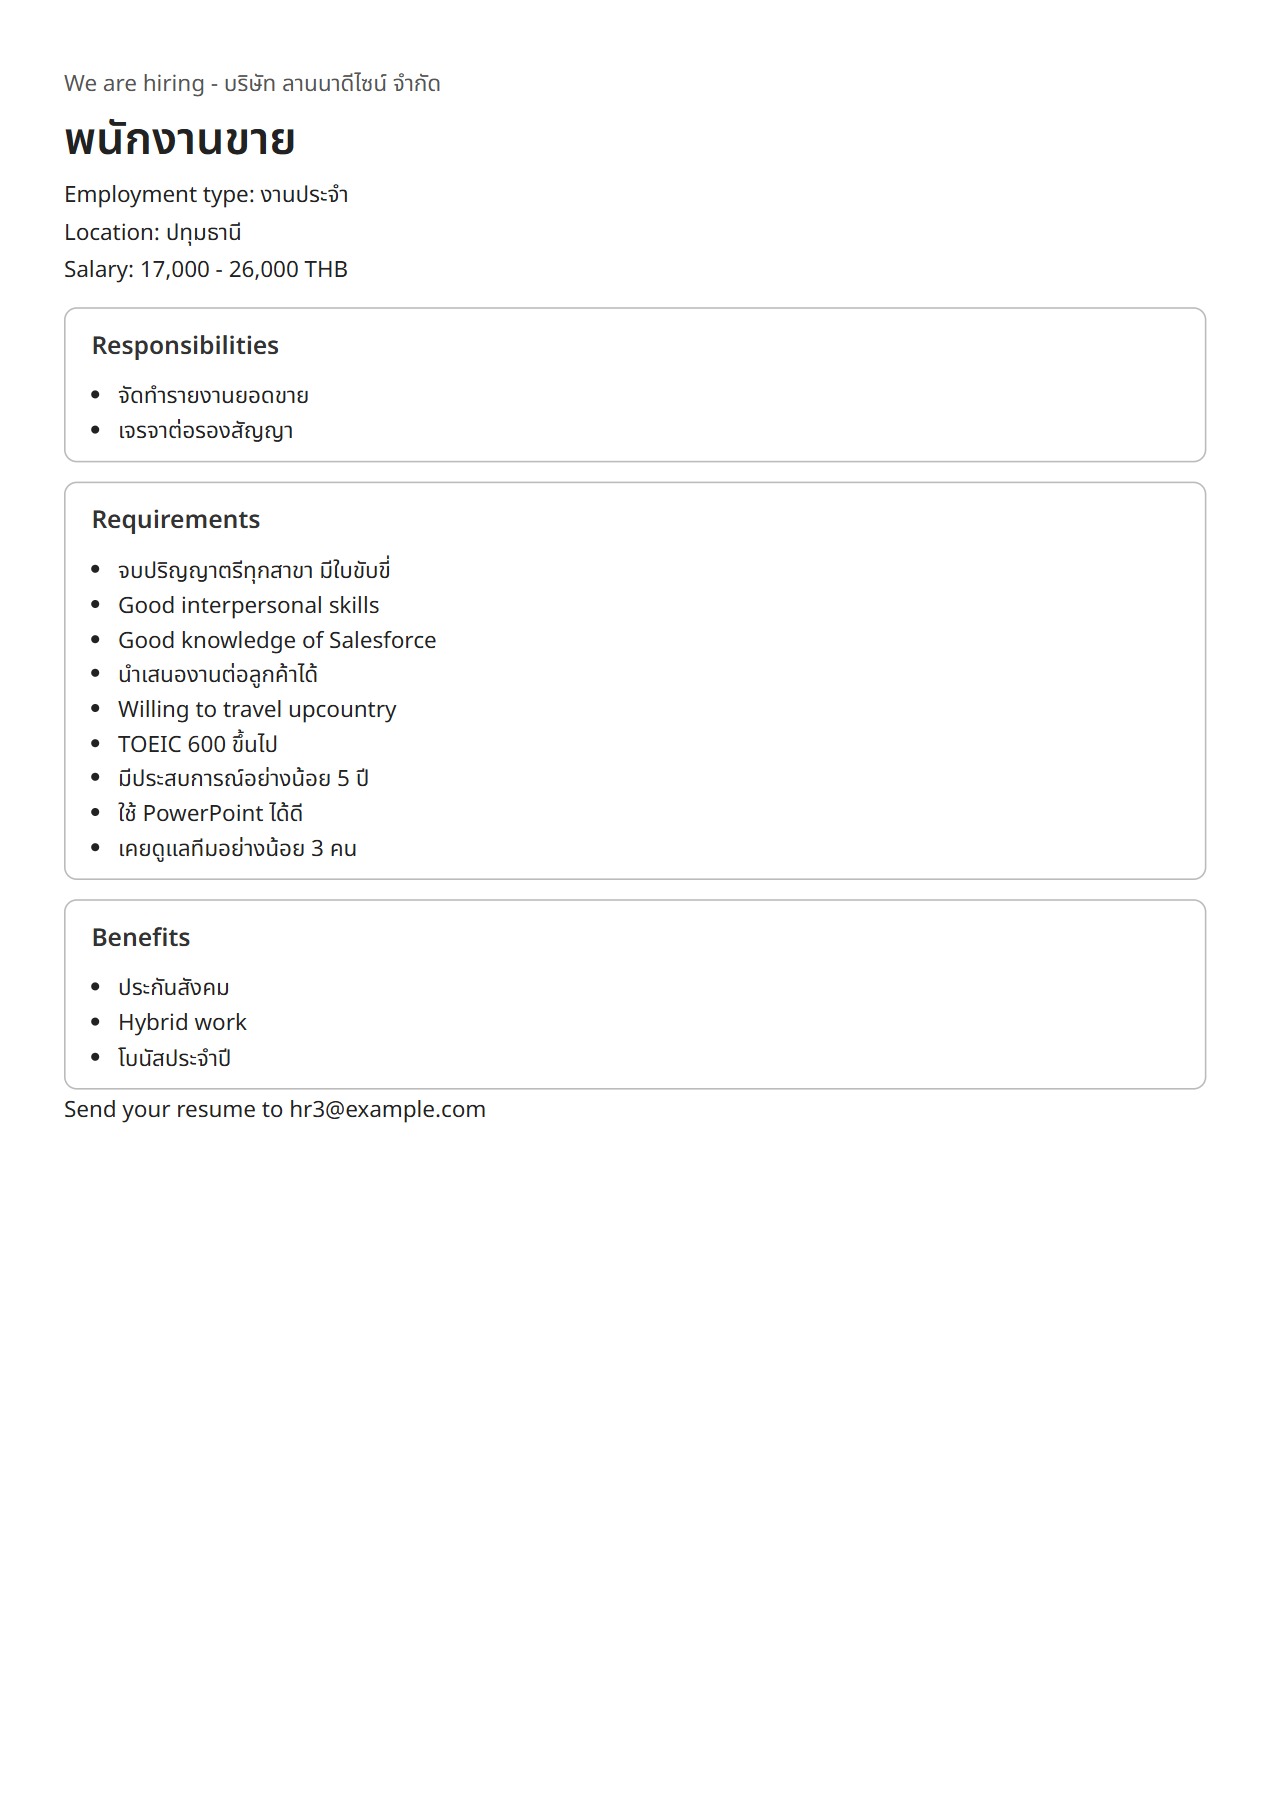 We are hiring - บริษัท ลานนาดีไซน์ จำกัด
พนักงานขาย
Employment type: งานประจำ
Location: ปทุมธานี
Salary: 17,000 - 26,000 THB
Responsibilities
• จัดทำรายงานยอดขาย
• เจรจาต่อรองสัญญา
Requirements
• จบปริญญาตรีทุกสาขา มีใบขับขี่
• Good interpersonal skills
• Good knowledge of Salesforce
• นำเสนองานต่อลูกค้าได้
• Willing to travel upcountry
• TOEIC 600 ขึ้นไป
• มีประสบการณ์อย่างน้อย 5 ปี
• ใช้ PowerPoint ได้ดี
• เคยดูแลทีมอย่างน้อย 3 คน
Benefits
• ประกันสังคม
• Hybrid work
• โบนัสประจำปี
Send your resume to hr3@example.com